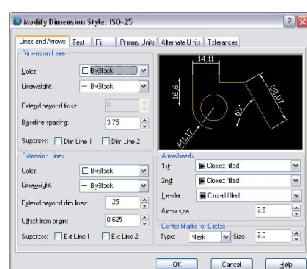 Modify Dimension Style: ISO-25
Lines and Arrows Text Fit Primary Units Alternate Units Tolerances
Dimension Lines
Color: ByBlock
Lineweight: ByBlock
Extend beyond ticks: 0
Baseline spacing: 3.75
Suppress: Dim Line 1 Dim Line 2
Extension Lines
Color: ByBlock
Lineweight: ByBlock
Extend beyond dim lines:
Offset from origin: 0.625
Suppress: Ext Line 1 Ext Line 2
14,11
16,6
R11,17
60°
Arrowheads
1st: Closed filled
2nd: Closed filled
Leader: Closed filled
Arrow size: 2.5
Center Marks for Circles
Type: Mark Size: 2.5
OK Cancel Help